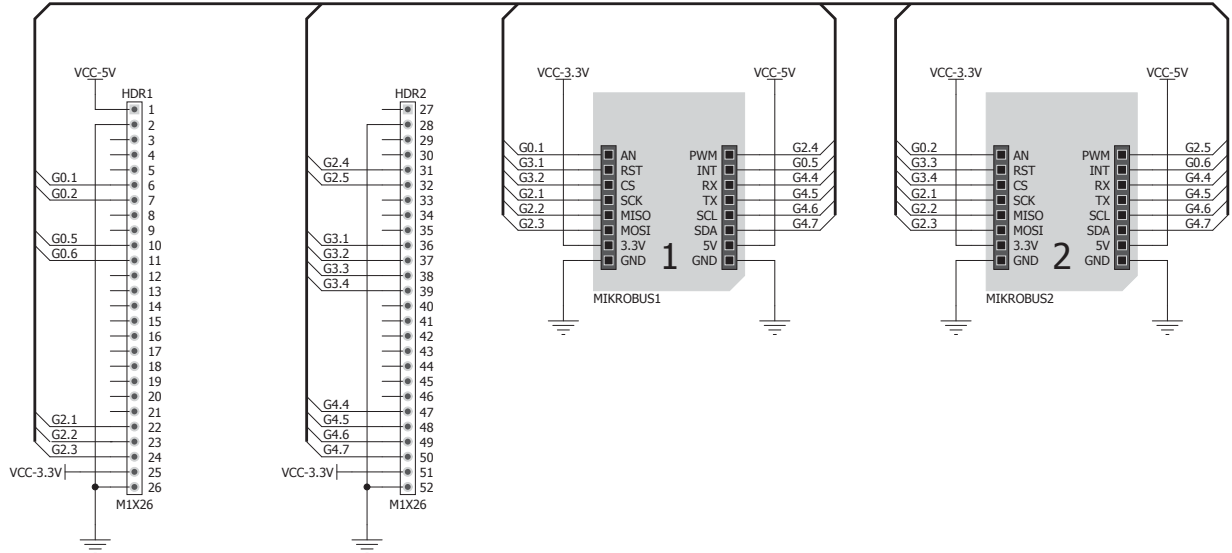 VCC-5V
HDR1
1
2
3
4
5
G0.1
6
G0.2
7
8
9
G0.5
10
G0.6
11
12
13
14
15
16
17
18
19
20
21
G2.1
22
G2.2
23
G2.3
24
VCC-3.3V
25
26
M1X26
HDR2
27
28
29
30
G2.4
31
G2.5
32
33
34
35
G3.1
36
G3.2
37
G3.3
38
G3.4
39
40
41
42
43
44
45
46
G4.4
47
G4.5
48
G4.6
49
G4.7
50
VCC-3.3V
51
52
M1X26
VCC-3.3V VCC-5V
G0.1 AN PWM G2.4
G3.1 RST INT G0.5
G3.2 CS RX G4.4
G2.1 SCK TX G4.5
G2.2 MISO SCL G4.6
G2.3 MOSI SDA G4.7
3.3V 5V
GND 1 GND
MIKROBUS1
VCC-3.3V VCC-5V
G0.2 AN PWM G2.5
G3.3 RST INT G0.6
G3.4 CS RX G4.4
G2.1 SCK TX G4.5
G2.2 MISO SCL G4.6
G2.3 MOSI SDA G4.7
3.3V 5V
GND 2 GND
MIKROBUS2